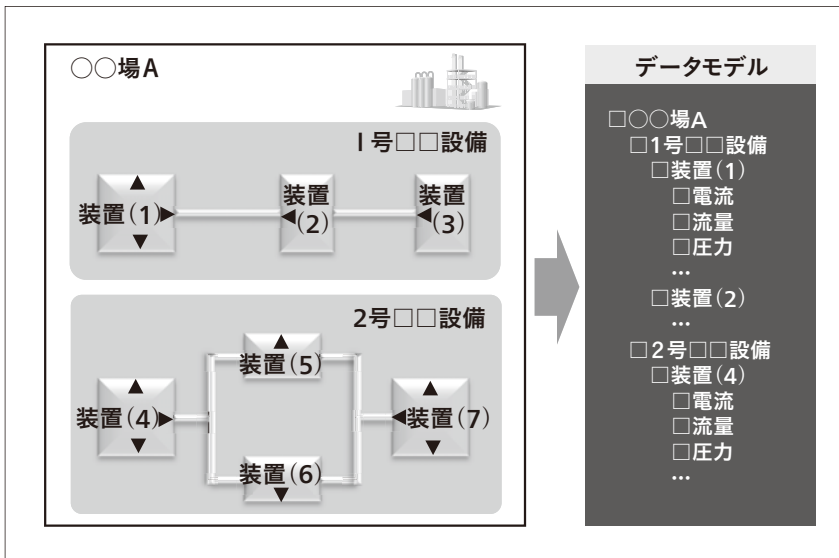 ○○場A
1号□□設備
装置(1)
装置
(2)
装置
(3)
2号□□設備
装置(5)
装置(4)
装置(7)
装置(6)
データモデル
□○○場A
□1号□□設備
□装置(1)
□電流
□流量
□圧力
…
□装置(2)
…
□2号□□設備
□装置(4)
□電流
□流量
□圧力
…